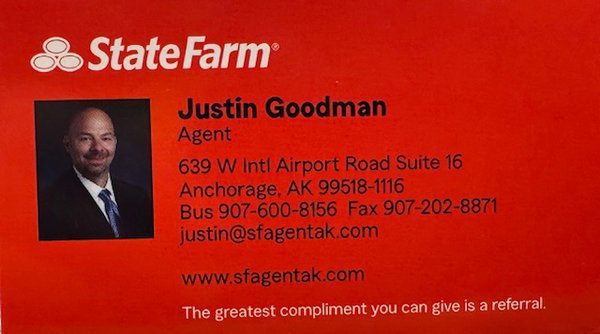 StateFarm®
Justin Goodman
Agent
639 W Intl Airport Road Suite 16
Anchorage, AK 99518-1116
Bus 907-600-8156 Fax 907-202-8871
justin@sfagentak.com
www.sfagentak.com
The greatest compliment you can give is a referral.